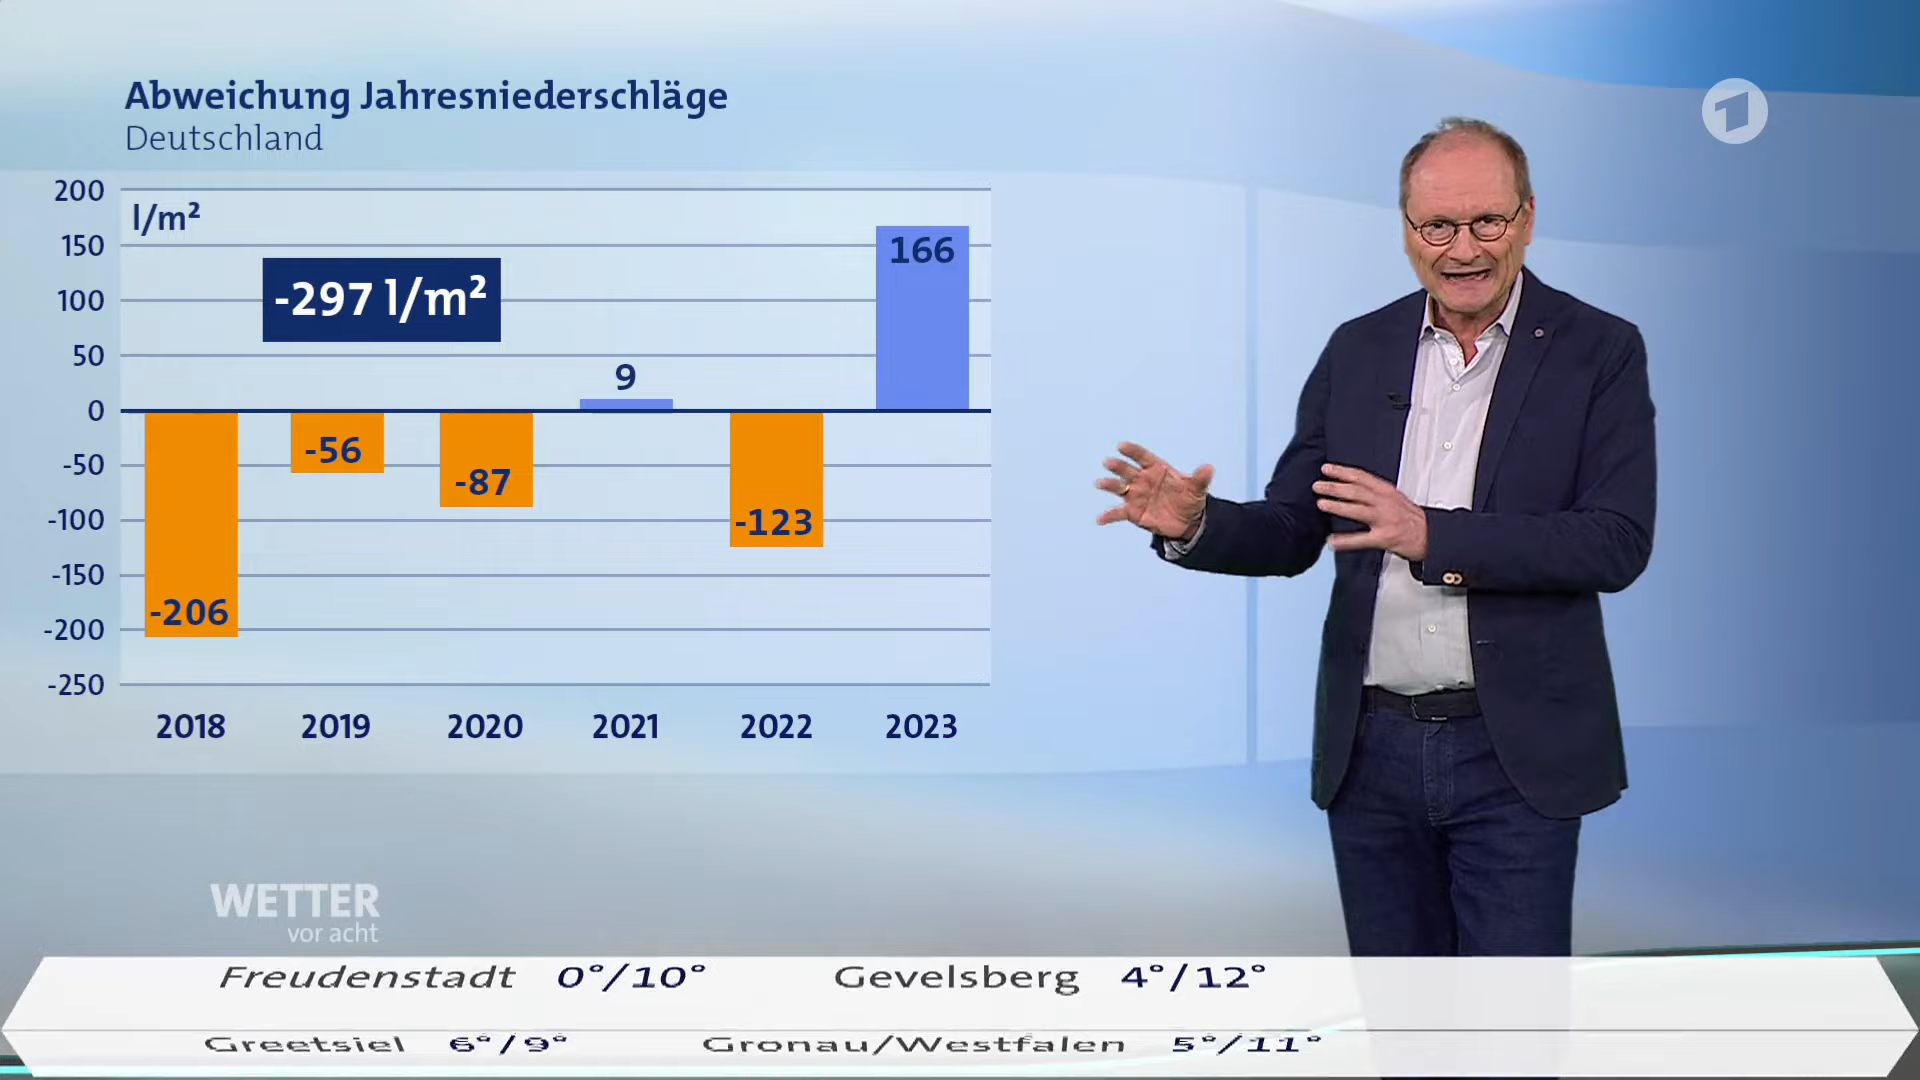 Abweichung Jahresniederschläge
Deutschland
200
l/m²
150
166
-297 l/m²
100
50
9
0
-56
-50
-87
-100
-123
-150
-206
-200
-250
2018 2019 2020 2021 2022 2023
WETTER
vor acht
Freudenstadt 0°/10° Gevelsberg 4°/12°
Greetsiel 6°/9° Gronau/Westfalen 5°/11°